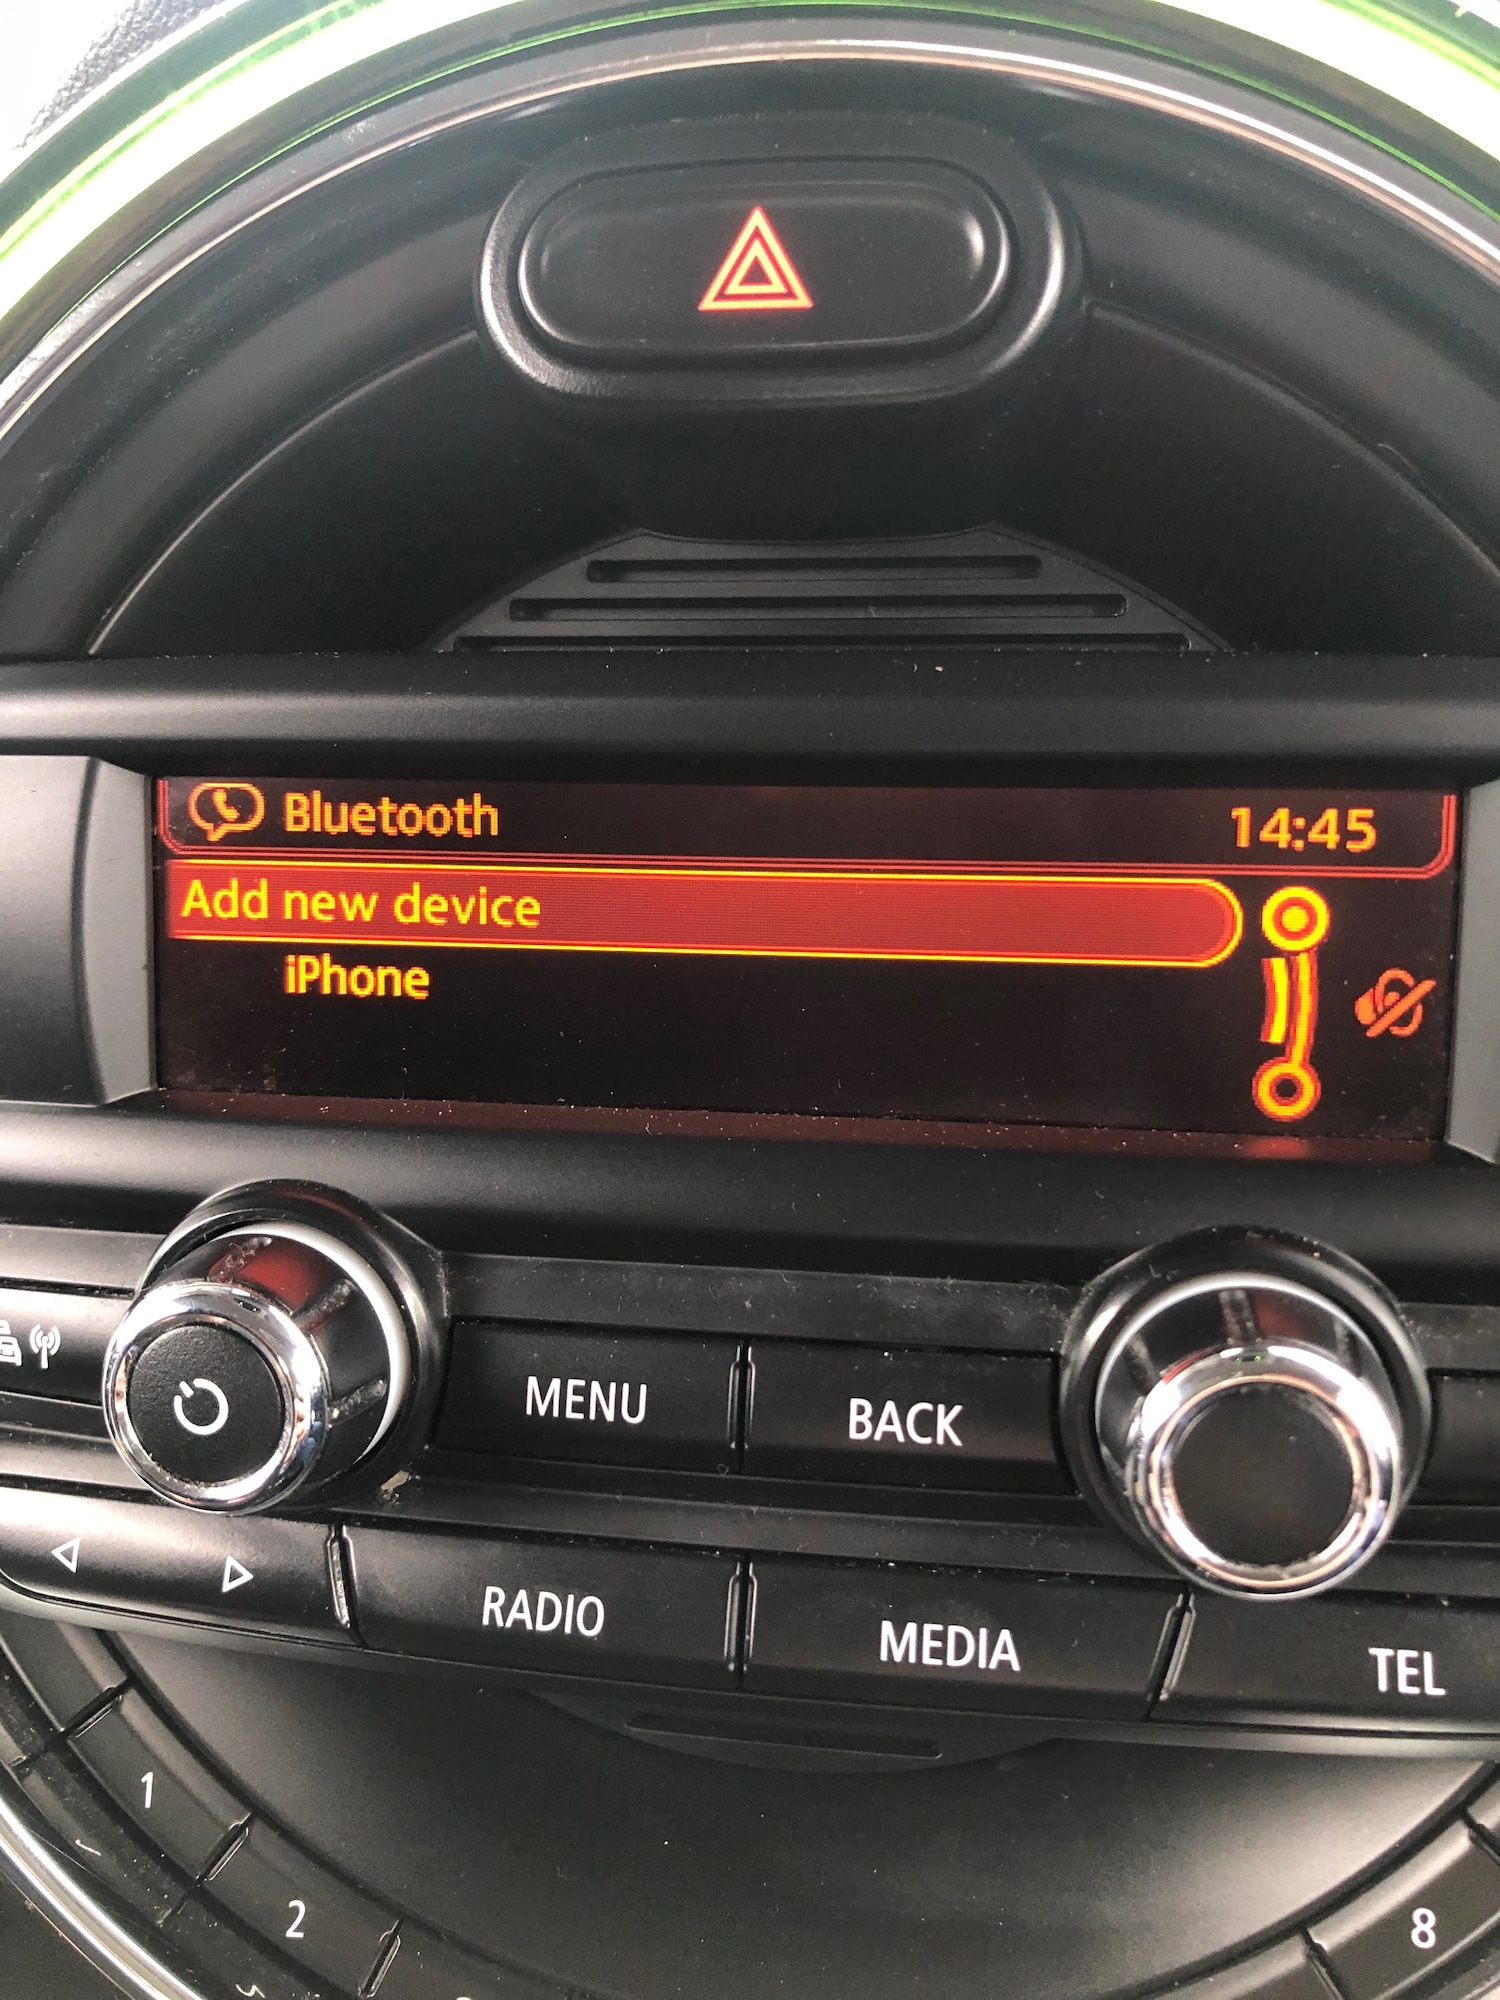 Bluetooth 14:45
Add new device
iPhone
MENU BACK
RADIO MEDIA TEL
1
2
8